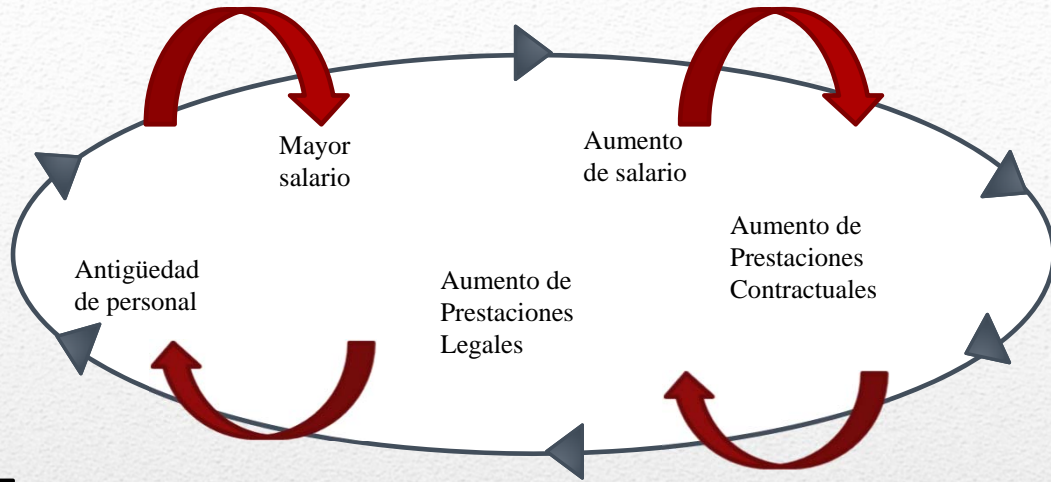 Mayor
salario
Aumento
de salario
Antigüedad
de personal
Aumento de
Prestaciones
Legales
Aumento de
Prestaciones
Contractuales